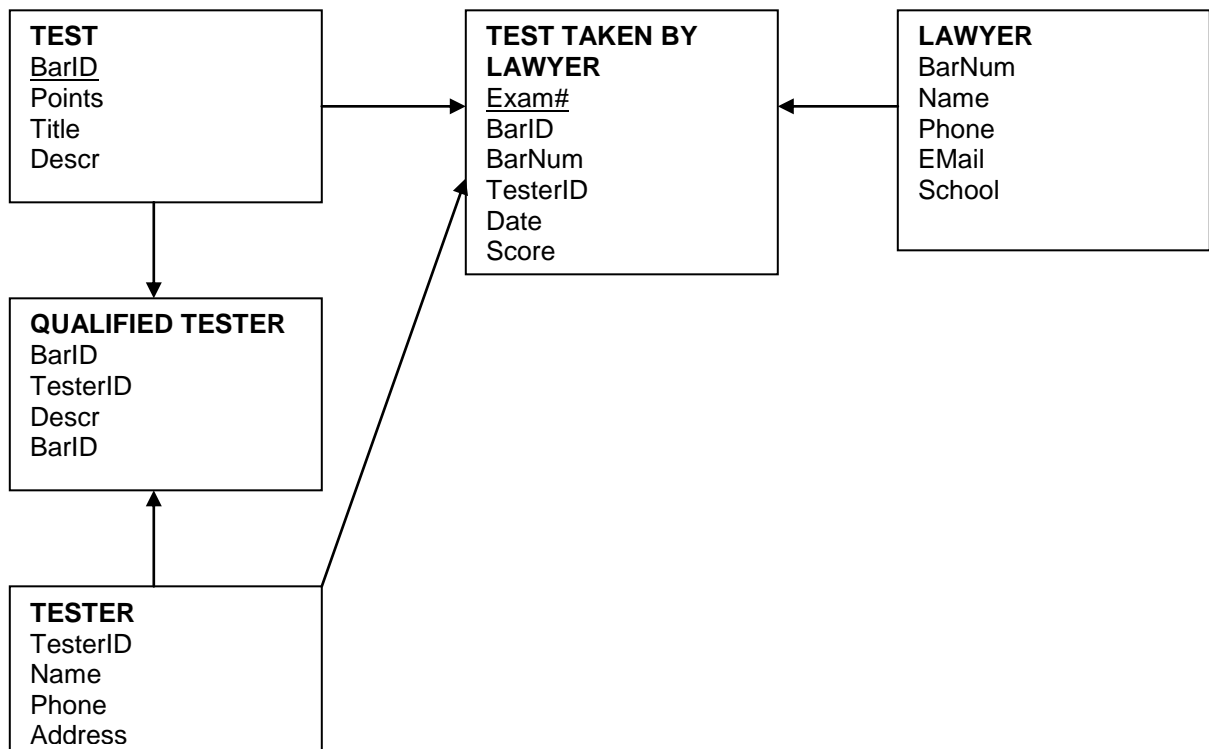 TEST
BarID
Points
Title
Descr
TEST TAKEN BY
LAWYER
Exam#
BarID
BarNum
TesterID
Date
Score
LAWYER
BarNum
Name
Phone
EMail
School
QUALIFIED TESTER
BarID
TesterID
Descr
BarID
TESTER
TesterID
Name
Phone
Address